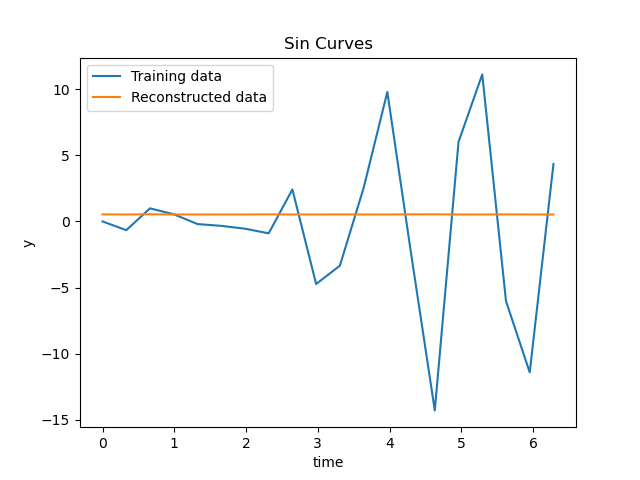 Sin Curves
Training data
Reconstructed data
10
5
0
−5
−10
−15
y
0 1 2 3 4 5 6
time